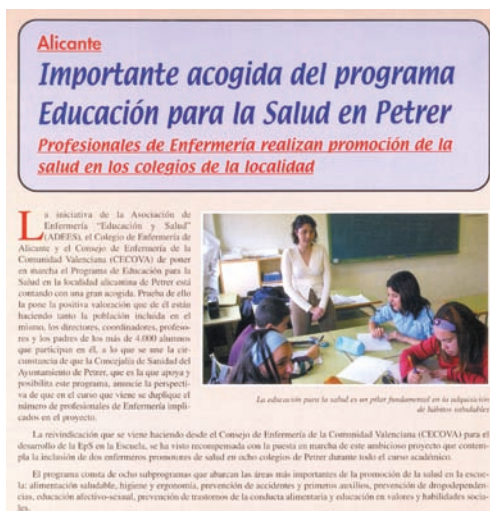 Alicante
Importante acogida del programa
Educación para la Salud en Petrer
Profesionales de Enfermería realizan promoción de la
salud en los colegios de la localidad
La iniciativa de la Asociación de
Enfermería "Educación y Salud"
(ADEES), el Colegio de Enfermería de
Alicante y el Consejo de Enfermería de la
Comunidad Valenciana (CECOVA) de poner
en marcha el Programa de Educación para la
Salud en la localidad alicantina de Petrer está
contando con una gran acogida. Prueba de ello
la pone la positiva valoración que de él están
haciendo tanto la población incluida en el
mismo, los directores, coordinadores, profeso-
res y los padres de los más de 4.000 alumnos
que participan en él, a lo que se une la cir-
cunstancia de que la Concejalía de Sanidad del
Ayuntamiento de Petrer, que es la que apoya y
posibilita este programa, anuncie la perspecti-
va de que en el curso que viene se duplique el
número de profesionales de Enfermería impli-
cados en el proyecto.
La educación para la salud es un pilar fundamental en la adquisición
de hábitos saludables
La reivindicación que se viene haciendo desde el Consejo de Enfermería de la Comunidad Valenciana (CECOVA) para el
desarrollo de la EpS en la Escuela, se ha visto recompensada con la puesta en marcha de este ambicioso proyecto que contem-
pla la inclusión de dos enfermeros promotores de salud en ocho colegios de Petrer durante todo el curso académico.
El programa consta de ocho subprogramas que abarcan las áreas más importantes de la promoción de la salud en la escue-
la: alimentación saludable, higiene y ergonomía, prevención de accidentes y primeros auxilios, prevención de drogodependen-
cias, educación afectivo-sexual, prevención de trastornos de la conducta alimentaria y educación en valores y habilidades socia-
les.